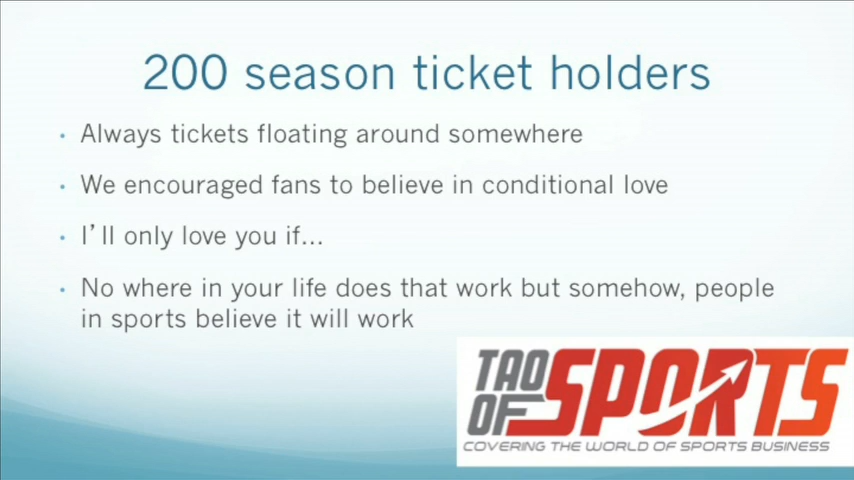 200 season ticket holders
• Always tickets floating around somewhere
• We encouraged fans to believe in conditional love
• I’ll only love you if...
• No where in your life does that work but somehow, people
in sports believe it will work
TAO OF SPORTS
COVERING THE WORLD OF SPORTS BUSINESS